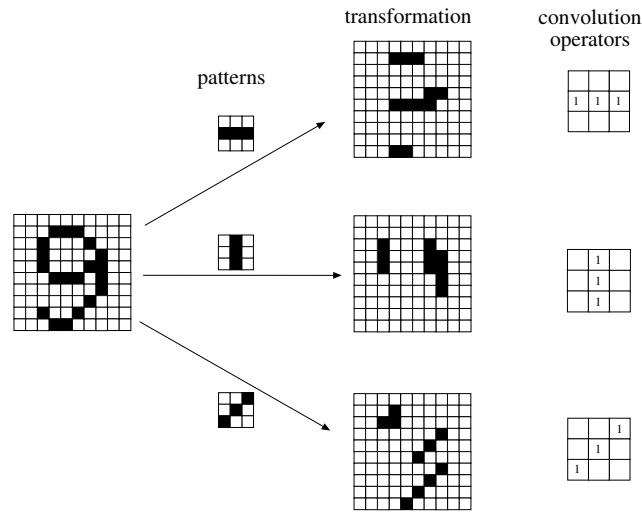 transformation
convolution
operators
patterns
1 1 1
1
1
1
1
1
1